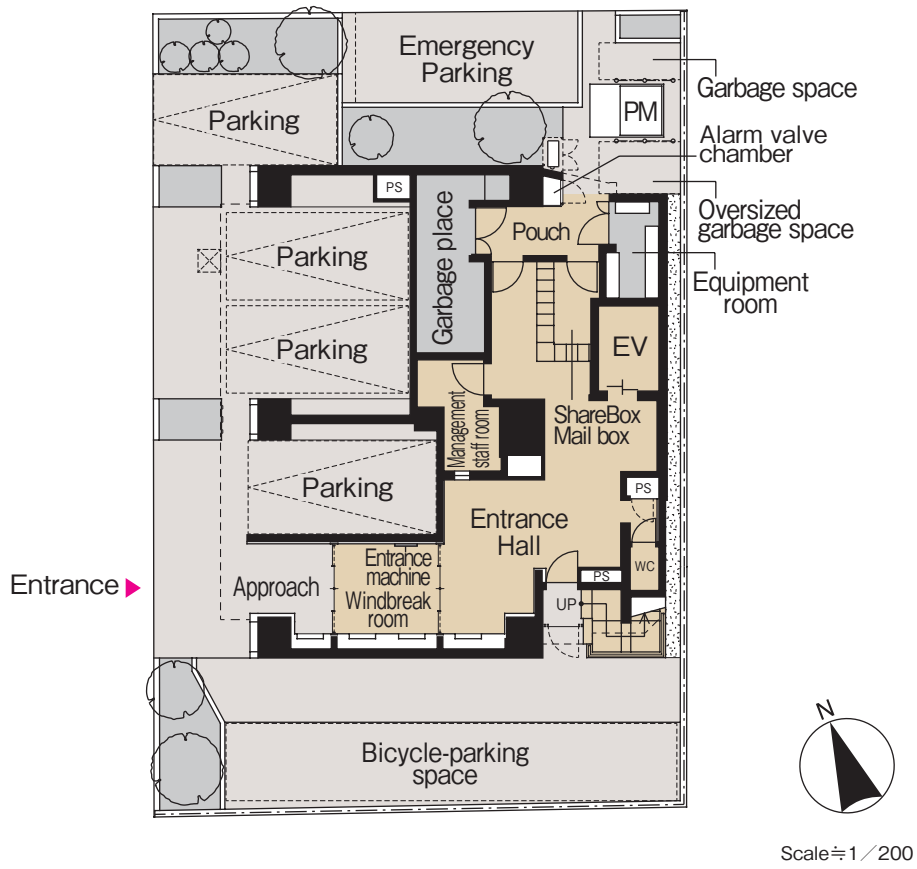 Emergency
Parking
Garbage space
PM
Parking
Alarm valve
chamber
PS
Oversized
garbage space
Garbage place
Pouch
Parking
Equipment
room
Parking
EV
ShareBox
Mail box
Management
staff room
Parking
PS
Entrance
Hall
Entrance
machine
Windbreak
room
Approach
WC
PS
UP
Entrance
Bicycle-parking
space
N
Scale≒1／200